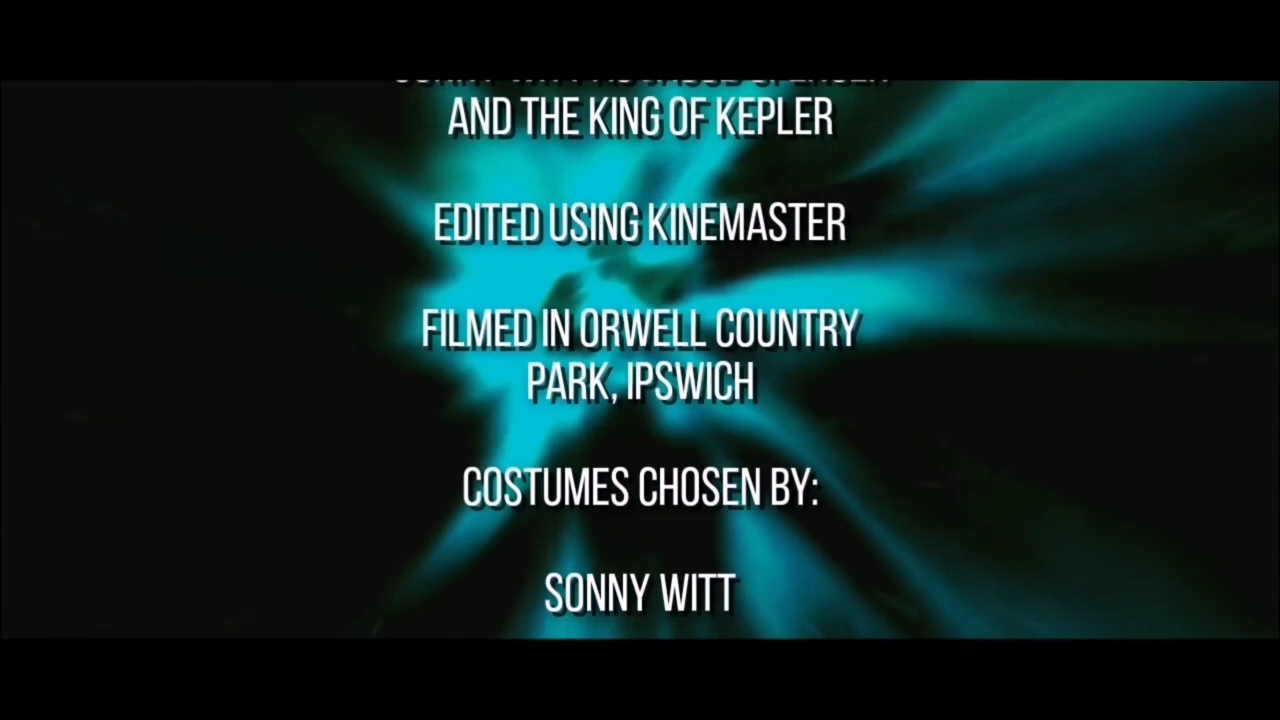 AND THE KING OF KEPLER
EDITED USING KINEMASTER
FILMED IN ORWELL COUNTRY
PARK, IPSWICH
COSTUMES CHOSEN BY:
SONNY WITT